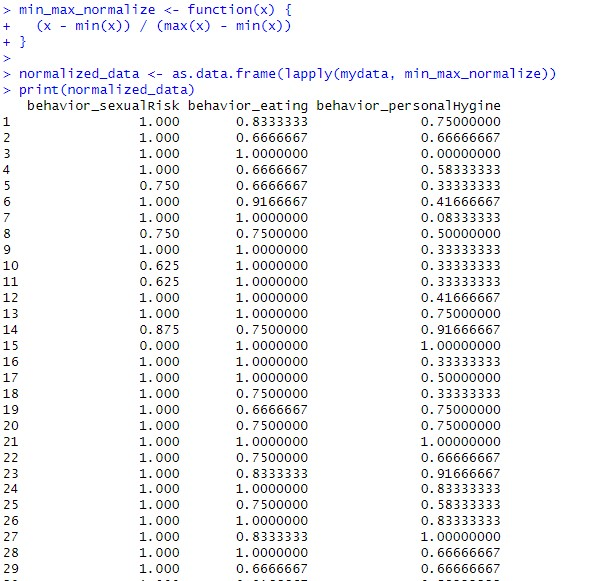 > min_max_normalize <- function(x) {
+   (x - min(x)) / (max(x) - min(x))
+ }
>
> normalized_data <- as.data.frame(lapply(mydata, min_max_normalize))
> print(normalized_data)
behavior_sexualRisk behavior_eating behavior_personalHygine
1 1.000 0.8333333 0.75000000
2 1.000 0.6666667 0.66666667
3 1.000 1.0000000 0.00000000
4 1.000 0.6666667 0.58333333
5 0.750 0.6666667 0.33333333
6 1.000 0.9166667 0.41666667
7 1.000 1.0000000 0.08333333
8 0.750 0.7500000 0.50000000
9 1.000 1.0000000 0.33333333
10 0.625 1.0000000 0.33333333
11 0.625 1.0000000 0.33333333
12 1.000 1.0000000 0.41666667
13 1.000 1.0000000 0.75000000
14 0.875 0.7500000 0.91666667
15 0.000 1.0000000 1.00000000
16 1.000 1.0000000 0.33333333
17 1.000 1.0000000 0.50000000
18 1.000 0.7500000 0.33333333
19 1.000 0.6666667 0.75000000
20 1.000 0.7500000 0.75000000
21 1.000 1.0000000 1.00000000
22 1.000 0.7500000 0.66666667
23 1.000 0.8333333 0.91666667
24 1.000 1.0000000 0.83333333
25 1.000 0.7500000 0.58333333
26 1.000 1.0000000 0.83333333
27 1.000 0.8333333 1.00000000
28 1.000 1.0000000 0.66666667
29 1.000 0.6666667 0.66666667